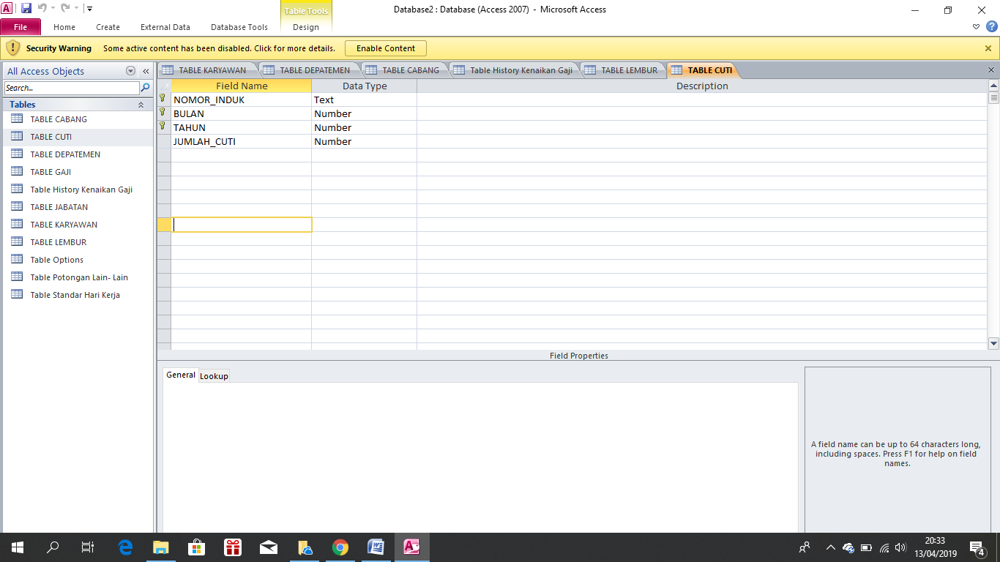 Table Tools
Database2 : Database (Access 2007) - Microsoft Access
File Home Create External Data Database Tools Design
Security Warning Some active content has been disabled. Click for more details. Enable Content
All Access Objects
Search...
Tables
TABLE CABANG
TABLE CUTI
TABLE DEPATEMEN
TABLE GAJI
Table History Kenaikan Gaji
TABLE JABATAN
TABLE KARYAWAN
TABLE LEMBUR
Table Options
Table Potongan Lain- Lain
Table Standar Hari Kerja
TABLE KARYAWAN TABLE DEPATEMEN TABLE CABANG Table History Kenaikan Gaji TABLE LEMBUR TABLE CUTI
Field Name Data Type Description
NOMOR_INDUK Text
BULAN Number
TAHUN Number
JUMLAH_CUTI Number
Field Properties
General Lookup
A field name can be up to 64 characters long,
including spaces. Press F1 for help on field
names.
20:33
13/04/2019
4